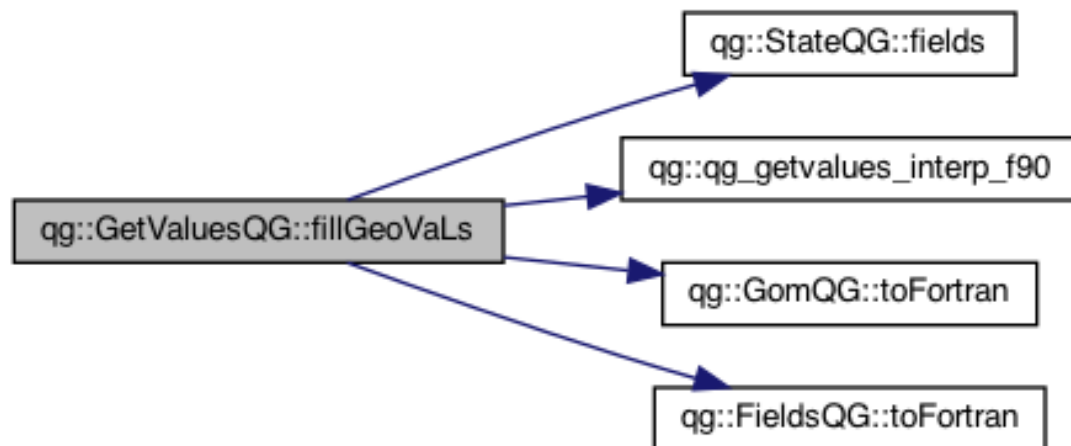 qg::StateQG::fields
qg::qg_getvalues_interp_f90
qg::GetValuesQG::fillGeoVaLs
qg::GomQG::toFortran
qg::FieldsQG::toFortran